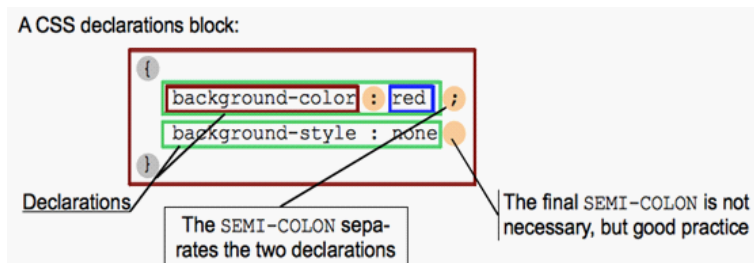 A CSS declarations block:
{
background-color : red ;
background-style : none
}
Declarations
The SEMI-COLON sepa-
rates the two declarations
The final SEMI-COLON is not
necessary, but good practice